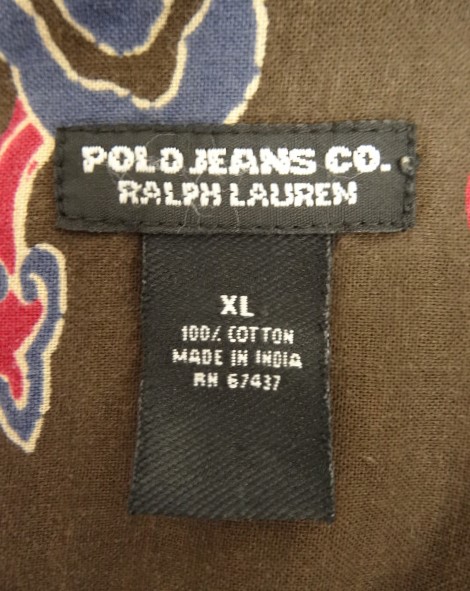 POLO JEANS CO.
RALPH LAUREN
XL
100% COTTON
MADE IN INDIA
RN 67437